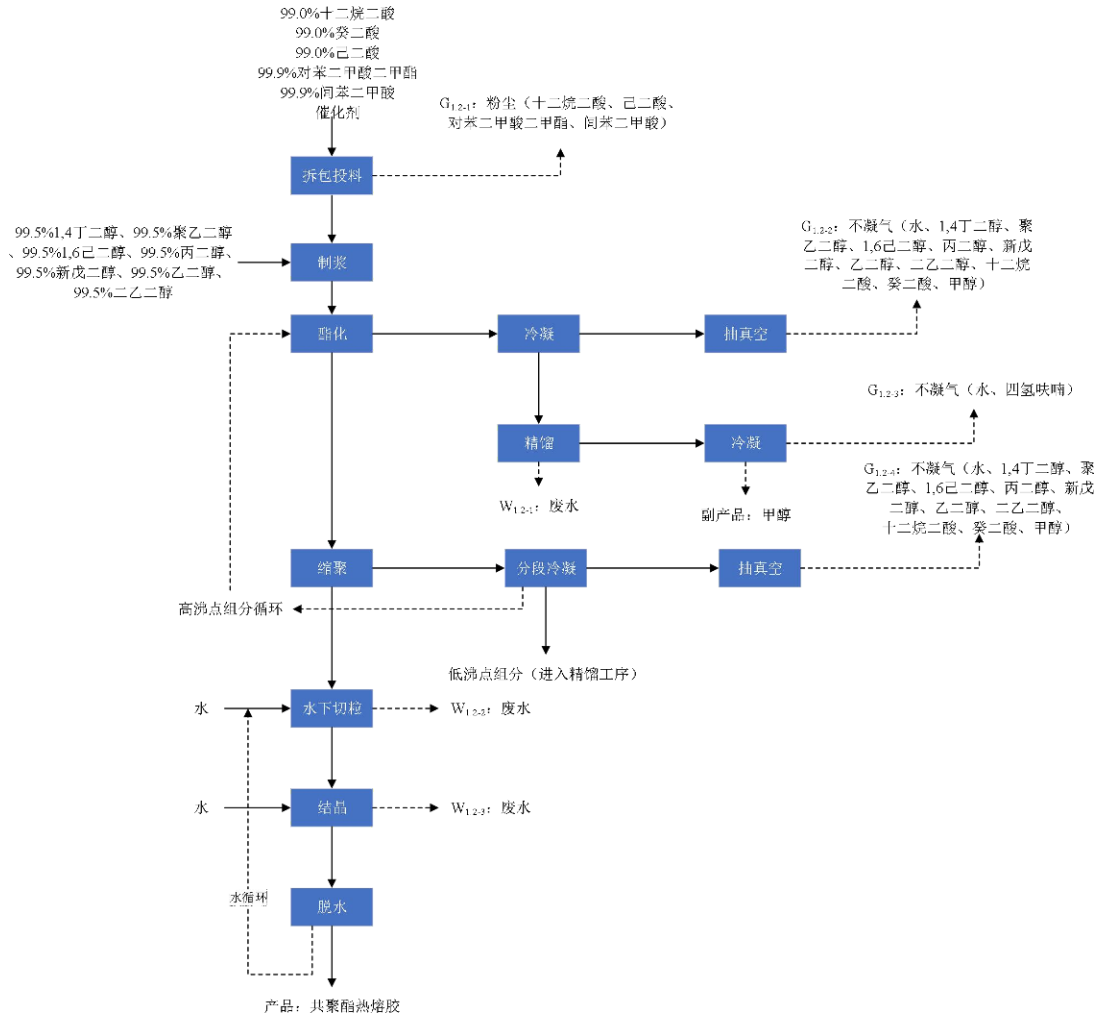 99.0%十二烷二酸
99.0%癸二酸
99.0%己二酸
99.9%对苯二甲酸二甲酯
99.9%间苯二甲酸
催化剂
G1.2-1：粉尘（十二烷二酸、己二酸、
对苯二甲酸二甲酯、间苯二甲酸）
拆包投料
99.5%1,4丁二醇、99.5%聚乙二醇
、99.5%1,6己二醇、99.5%丙二醇、
99.5%新戊二醇、99.5%乙二醇、
99.5%二乙二醇
制浆
G1.2-2：不凝气（水、1,4丁二醇、聚
乙二醇、1,6己二醇、丙二醇、新戊
二醇、乙二醇、二乙二醇、十二烷
二酸、癸二酸、甲醇）
酯化
冷凝
抽真空
G1.2-3：不凝气（水、四氢呋喃）
精馏
冷凝
G1.2-4：不凝气（水、1,4丁二醇、聚
乙二醇、1,6己二醇、丙二醇、新戊
二醇、乙二醇、二乙二醇、
十二烷二酸、癸二酸、甲醇）
W1.2-1：废水
副产品：甲醇
缩聚
分段冷凝
抽真空
高沸点组分循环
低沸点组分（进入精馏工序）
水
水下切粒
W1.2-2：废水
水
结晶
W1.2-3：废水
水循环
脱水
产品：共聚酯热熔胶